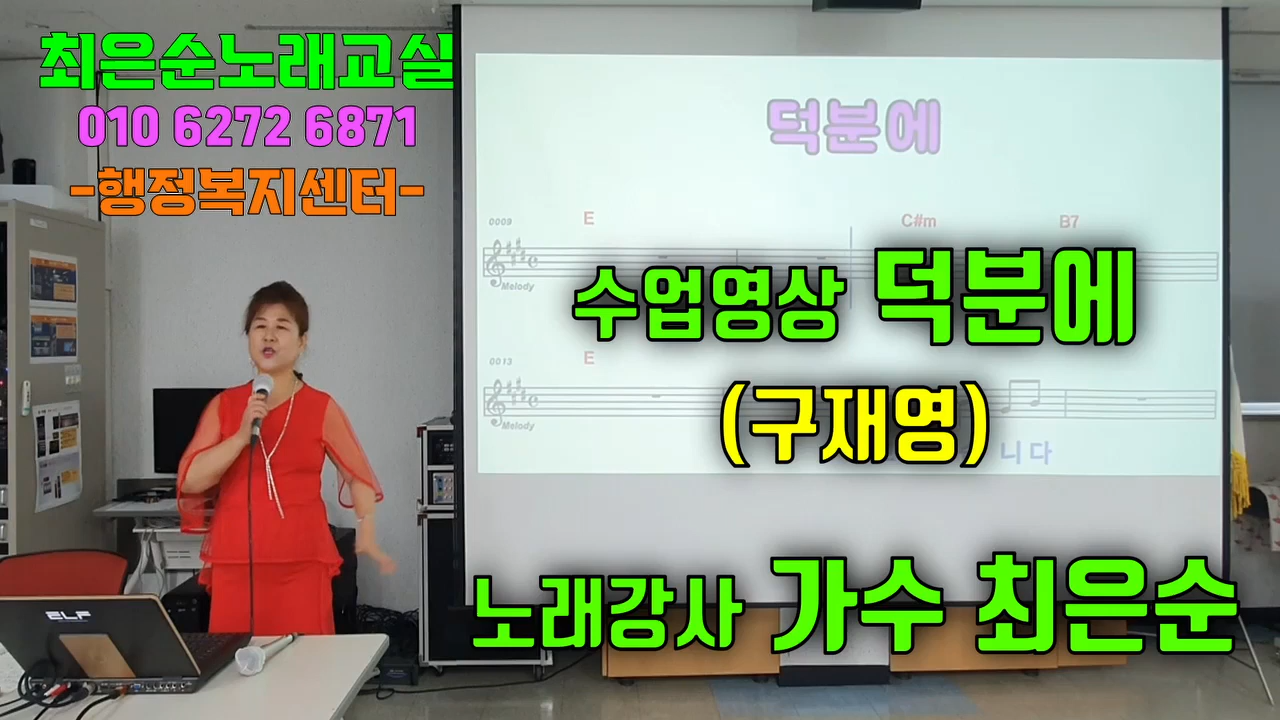 최은순노래교실
010 6272 6871
-행정복지센터-
덕분에
0009
E
C#m
B7
Melody
수업영상 덕분에
0013
E
(구재영)
Melody
니다
노래강사 가수 최은순
ELF